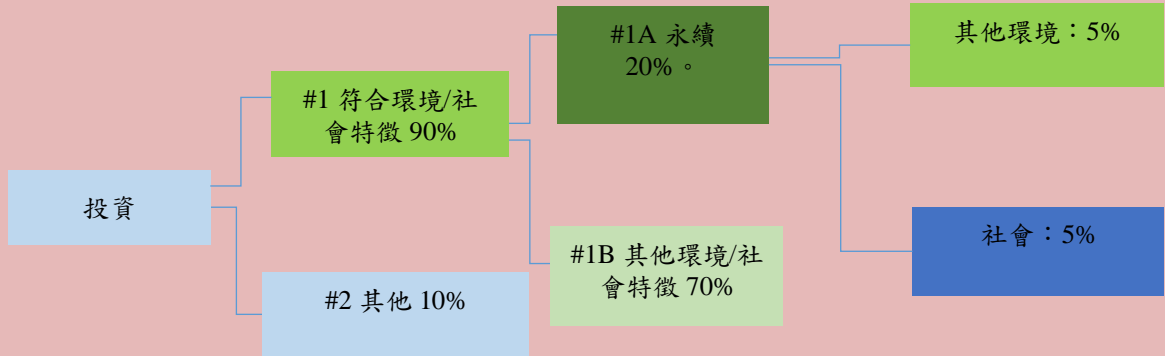 投資
#1 符合環境/社
會特徵 90%
#2 其他 10%
#1A 永續
20%。
#1B 其他環境/社
會特徵 70%
其他環境：5%
社會：5%